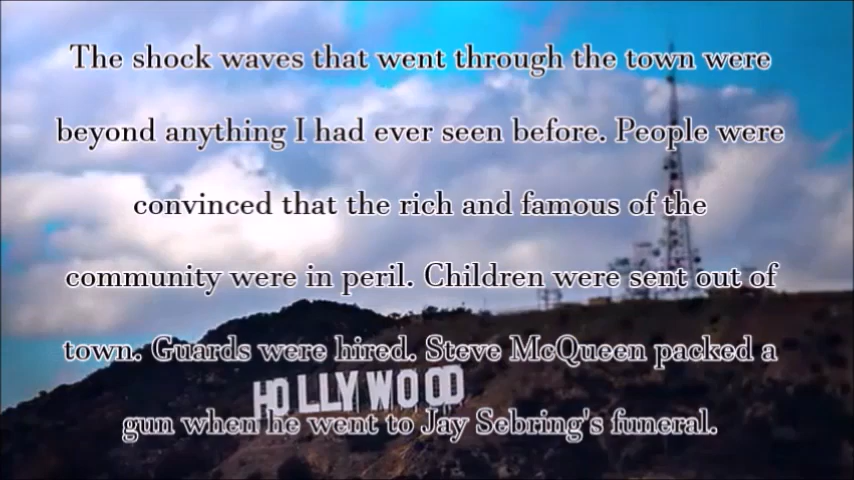 The shock waves that went through the town were
beyond anything I had ever seen before. People were
convinced that the rich and famous of the
community were in peril. Children were sent out of
town. Guards were hired. Steve McQueen packed a
HOLLYWOOD
gun when he went to Jay Sebring's funeral.